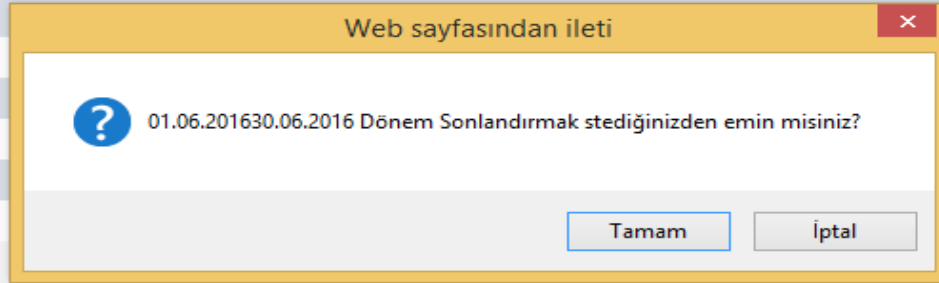 Web sayfasından ileti
01.06.201630.06.2016 Dönem Sonlandırmak stediğinizden emin misiniz?
Tamam
İptal